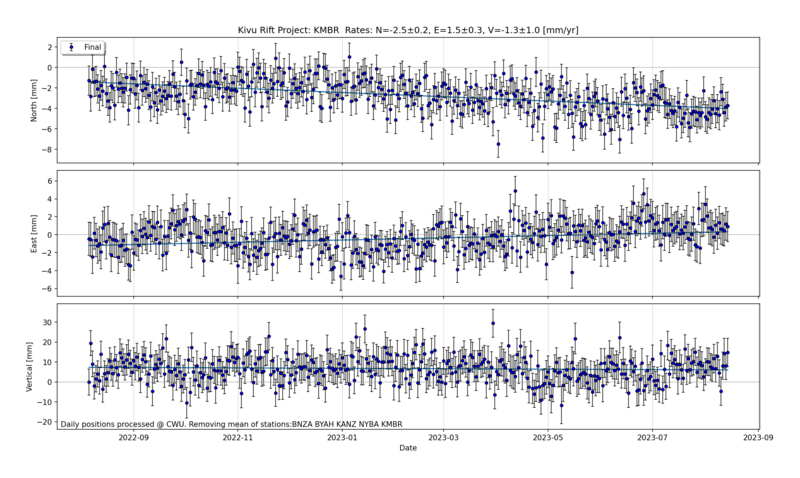 Kivu Rift Project: KMBR Rates: N=-2.5±0.2, E=1.5±0.3, V=-1.3±1.0 [mm/yr]
Final
North [mm]
2
0
−2
−4
−6
−8
East [mm]
6
4
2
0
−2
−4
−6
Vertical [mm]
30
20
10
0
−10
−20
Daily positions processed @ CWU. Removing mean of stations:BNZA BYAH KANZ NYBA KMBR
2022-09 2022-11 2023-01 2023-03 2023-05 2023-07 2023-09
Date